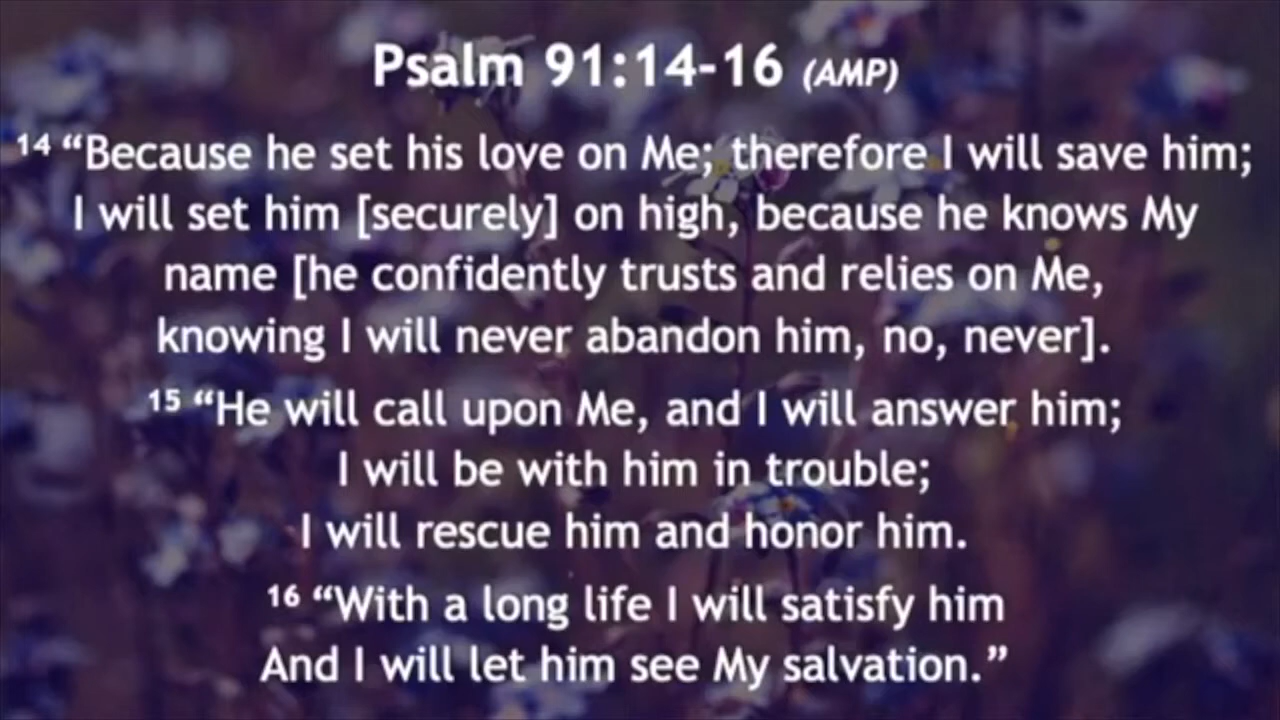 Psalm 91:14-16 (AMP)
14 “Because he set his love on Me; therefore I will save him;
I will set him [securely] on high, because he knows My
name [he confidently trusts and relies on Me,
knowing I will never abandon him, no, never].
15 “He will call upon Me, and I will answer him;
I will be with him in trouble;
I will rescue him and honor him.
16 “With a long life I will satisfy him
And I will let him see My salvation.”